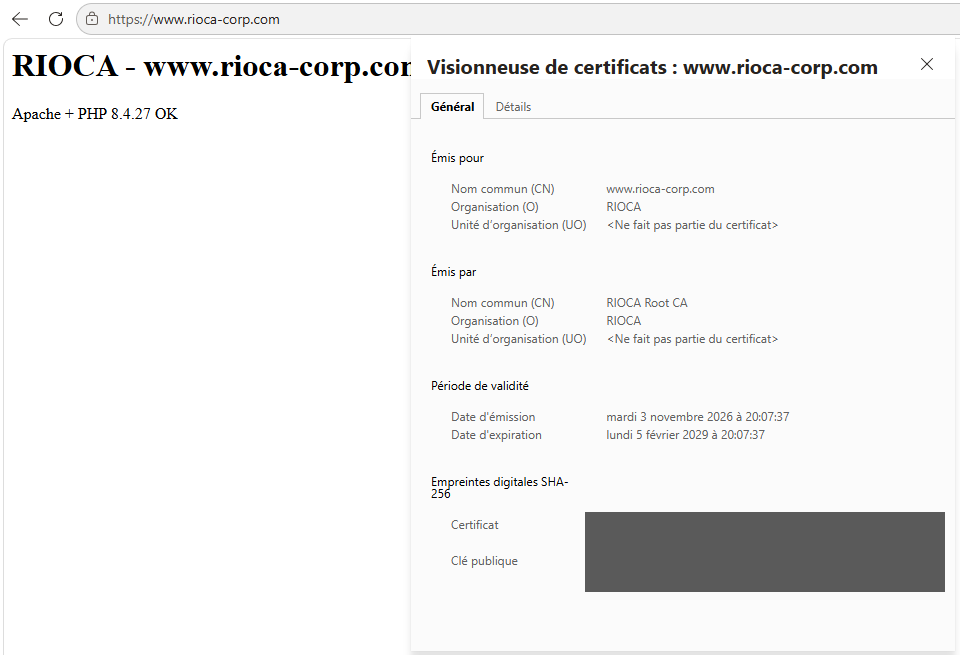 https://www.rioca-corp.com
RIOCA - www.rioca-corp.com
Apache + PHP 8.4.27 OK
Visionneuse de certificats : www.rioca-corp.com
Général Détails
Émis pour
Nom commun (CN) www.rioca-corp.com
Organisation (O) RIOCA
Unité d'organisation (UO) <Ne fait pas partie du certificat>
Émis par
Nom commun (CN) RIOCA Root CA
Organisation (O) RIOCA
Unité d'organisation (UO) <Ne fait pas partie du certificat>
Période de validité
Date d'émission mardi 3 novembre 2026 à 20:07:37
Date d'expiration lundi 5 février 2029 à 20:07:37
Empreintes digitales SHA-
256
Certificat
Clé publique